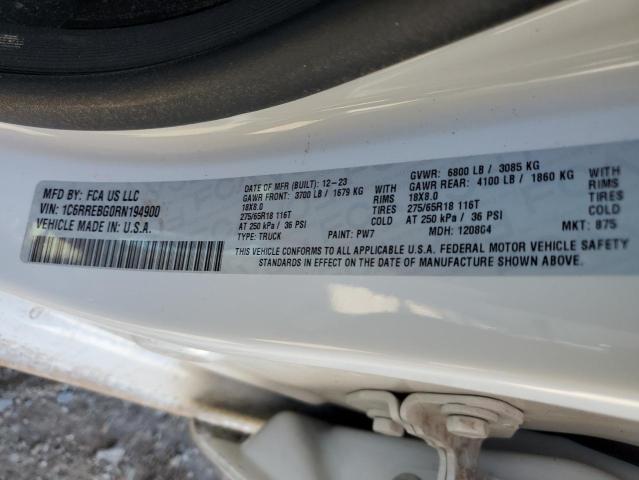 MFD BY: FCA US LLC
VIN: 1C6RREBG0RN194900
VEHICLE MADE IN: U.S.A.
DATE OF MFR (BUILT): 12-23 GVWR: 6800 LB / 3085 KG
GAWR FRONT: 3700 LB / 1679 KG WITH GAWR REAR: 4100 LB / 1860 KG WITH
18X8.0 RIMS 18X8.0 RIMS
275/65R18 116T TIRES 275/65R18 116T TIRES
AT 250 kPa / 36 PSI COLD AT 250 kPa / 36 PSI COLD
TYPE: TRUCK PAINT: PW7 MDH: 120804 MKT: 875
THIS VEHICLE CONFORMS TO ALL APPLICABLE U.S.A. FEDERAL MOTOR VEHICLE SAFETY
STANDARDS IN EFFECT ON THE DATE OF MANUFACTURE SHOWN ABOVE.